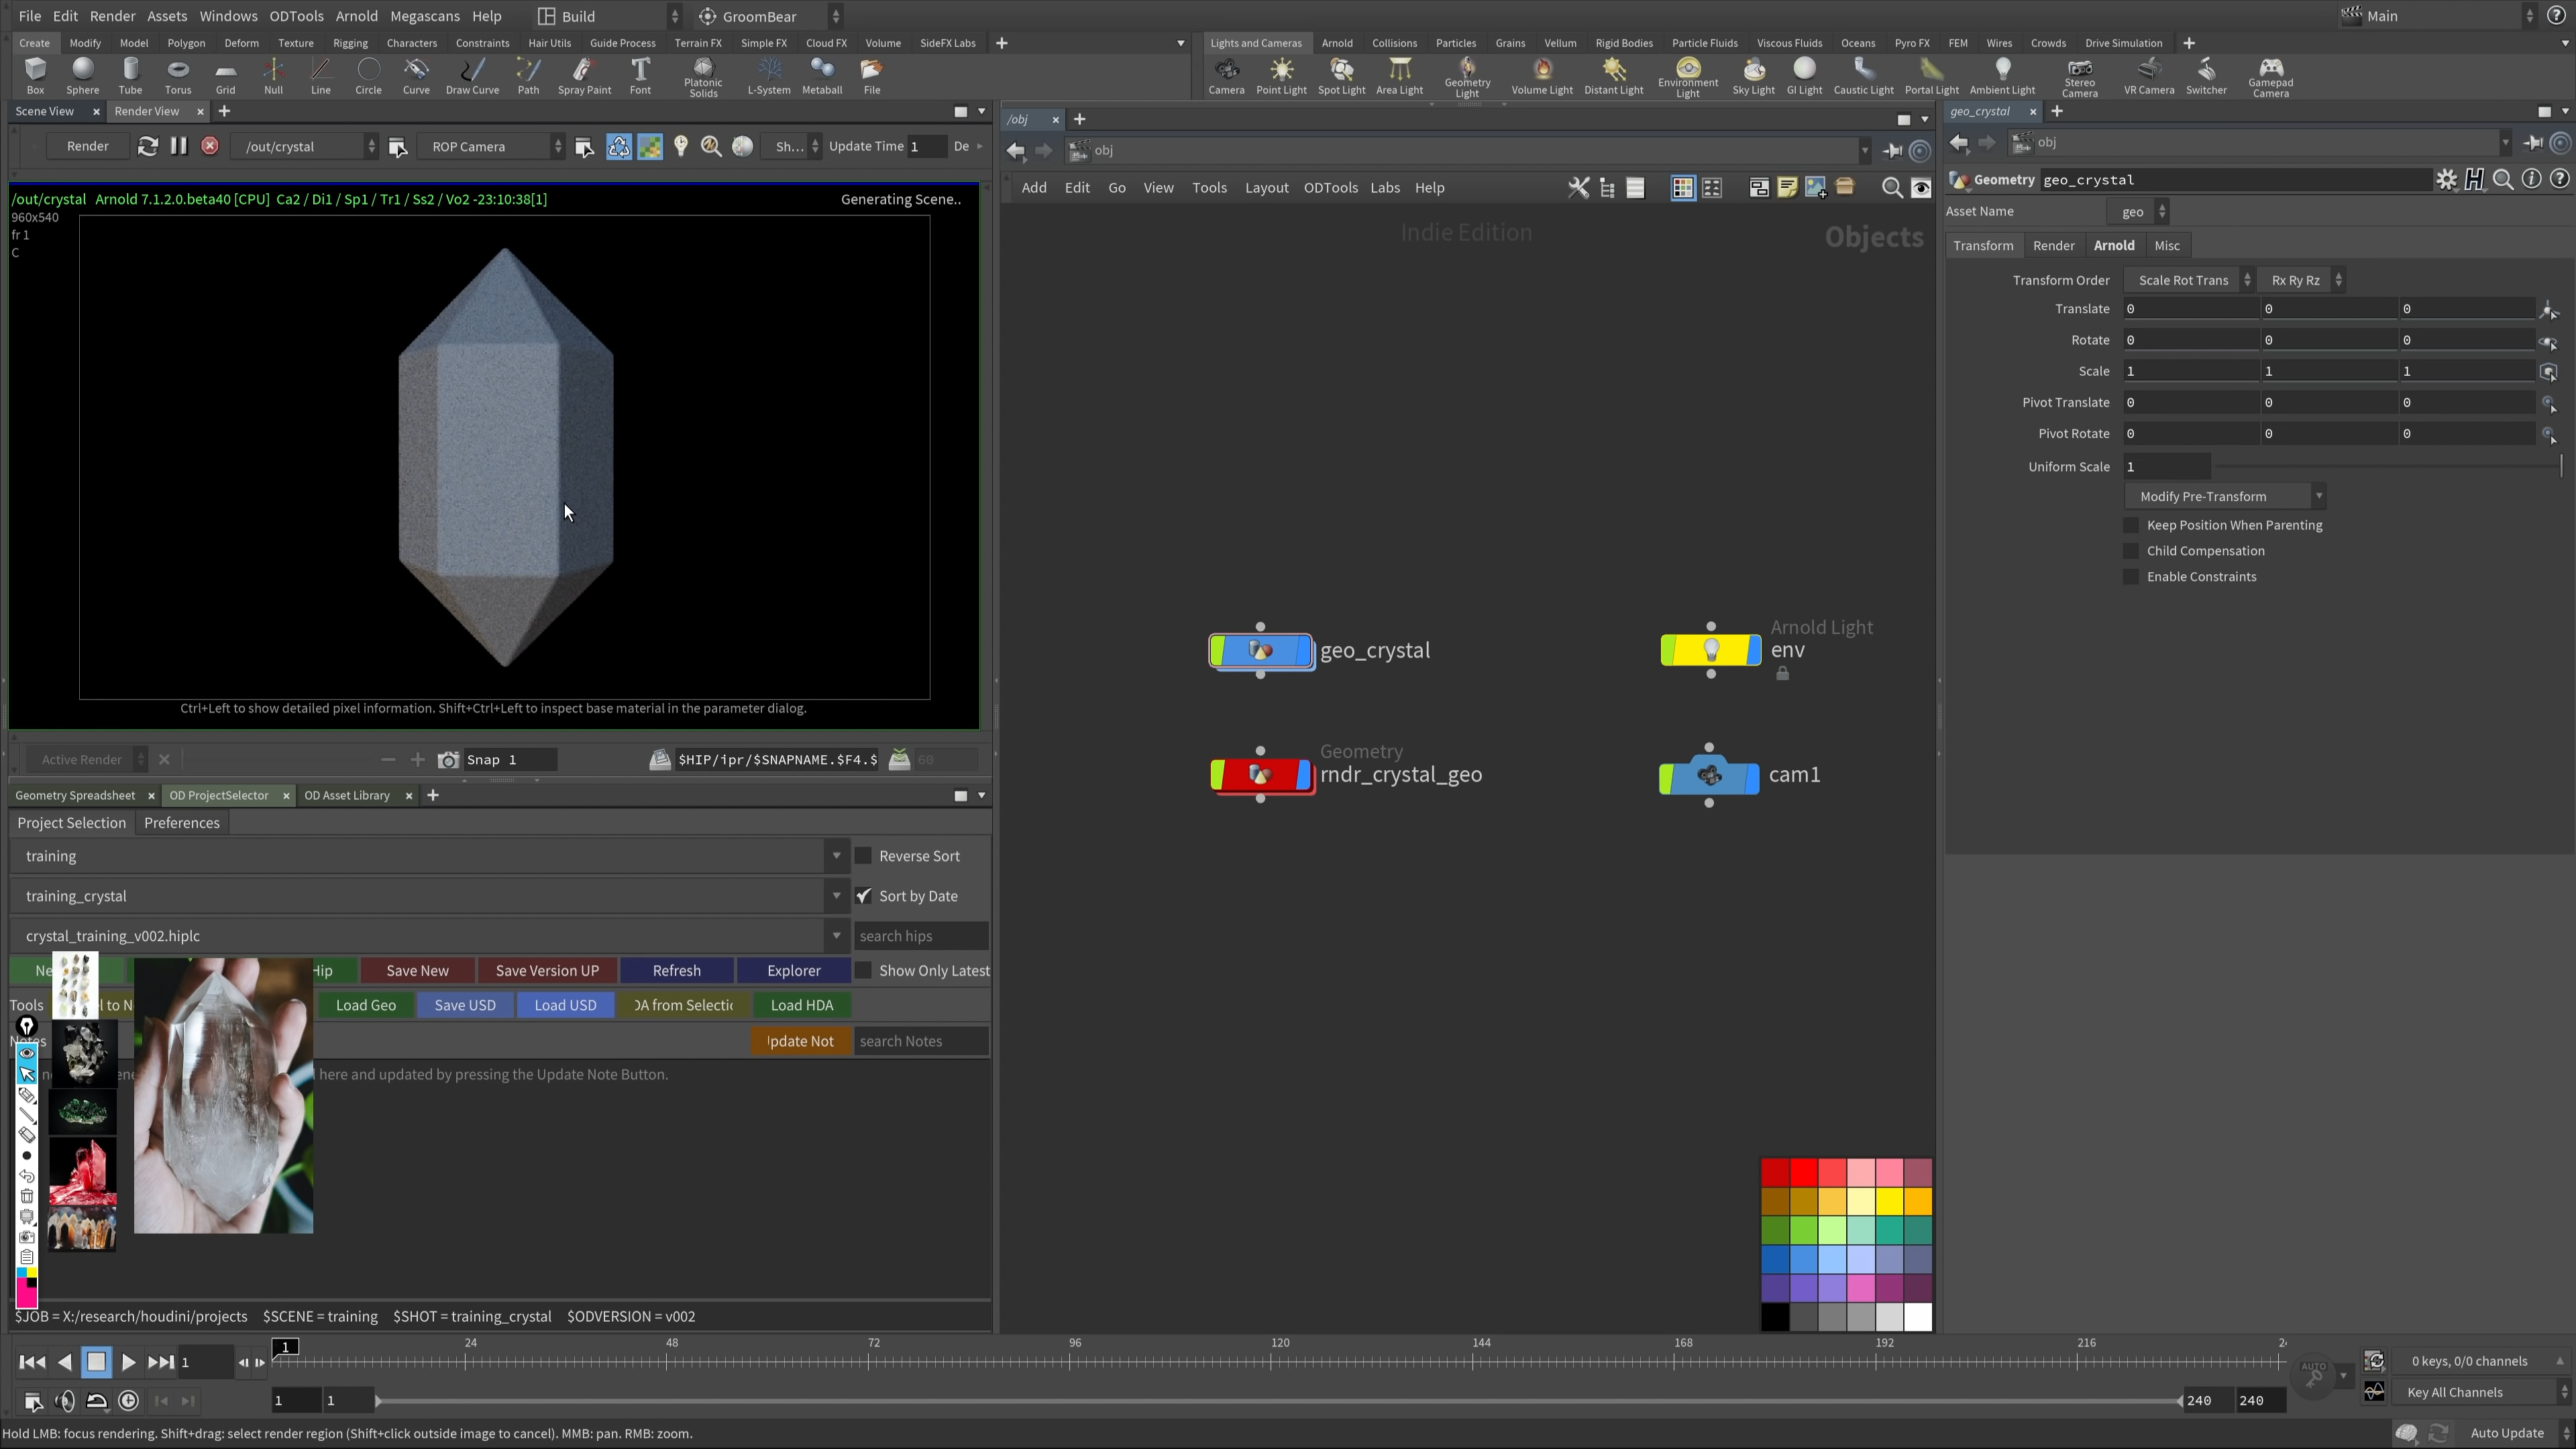 File Edit Render Assets Windows ODTools Arnold Megascans Help Build GroomBear Main
Create Modify Model Polygon Deform Texture Rigging Characters Constraints Hair Utils Guide Process Terrain FX Simple FX Cloud FX Volume SideFX Labs
Lights and Cameras Arnold Collisions Particles Grains Vellum Rigid Bodies Particle Fluids Viscous Fluids Oceans Pyro FX FEM Wires Crowds Drive Simulation
Box Sphere Tube Torus Grid Null Line Circle Curve Draw Curve Path Spray Paint Font Platonic Solids L-System Metaball File
Camera Point Light Spot Light Area Light Geometry Light Volume Light Distant Light Environment Light Sky Light GI Light Caustic Light Portal Light Ambient Light Stereo Camera VR Camera Switcher Gamepad Camera
Scene View Render View
Render /out/crystal ROP Camera Sh... Update Time 1 De
/out/crystal Arnold 7.1.2.0.beta40 [CPU] Ca2 / Di1 / Sp1 / Tr1 / Ss2 / Vo2 -23:10:38[1] Generating Scene..
960x540
fr 1
C
Ctrl+Left to show detailed pixel information. Shift+Ctrl+Left to inspect base material in the parameter dialog.
Active Render Snap 1 $HIP/ipr/$SNAPNAME.$F4.$ 60
Geometry Spreadsheet OD ProjectSelector OD Asset Library
Project Selection Preferences
training Reverse Sort
training_crystal Sort by Date
crystal_training_v002.hiplc search hips
Ne Hip Save New Save Version UP Refresh Explorer Show Only Latest
Tools l to N Load Geo Save USD Load USD DA from Selectic Load HDA
Notes Update Not search Notes
here and updated by pressing the Update Note Button.
$JOB = X:/research/houdini/projects $SCENE = training $SHOT = training_crystal $ODVERSION = v002
/obj
obj
Add Edit Go View Tools Layout ODTools Labs Help
Indie Edition Objects
geo_crystal
Arnold Light
env
Geometry
rndr_crystal_geo
cam1
geo_crystal
obj
Geometry geo_crystal
Asset Name geo
Transform Render Arnold Misc
Transform Order Scale Rot Trans Rx Ry Rz
Translate 0 0 0
Rotate 0 0 0
Scale 1 1 1
Pivot Translate 0 0 0
Pivot Rotate 0 0 0
Uniform Scale 1
Modify Pre-Transform
Keep Position When Parenting
Child Compensation
Enable Constraints
1 1 24 48 72 96 120 144 168 192 216 24
AUTO 0 keys, 0/0 channels
1 1 240 240 Key All Channels
Hold LMB: focus rendering. Shift+drag: select render region (Shift+click outside image to cancel). MMB: pan. RMB: zoom. Auto Update